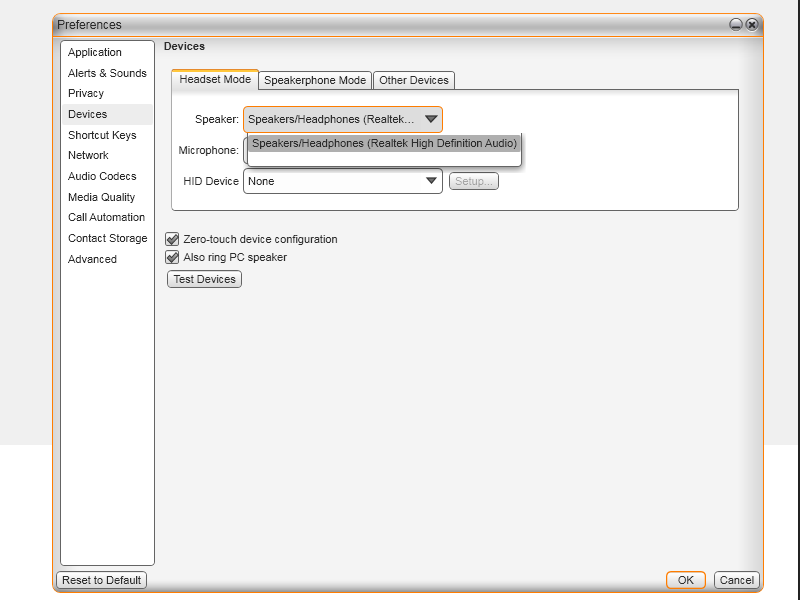 Preferences
Application
Alerts & Sounds
Privacy
Devices
Shortcut Keys
Network
Audio Codecs
Media Quality
Call Automation
Contact Storage
Advanced
Devices
Headset Mode Speakerphone Mode Other Devices
Speaker: Speakers/Headphones (Realtek...
Speakers/Headphones (Realtek High Definition Audio)
Microphone:
HID Device None Setup...
Zero-touch device configuration
Also ring PC speaker
Test Devices
Reset to Default OK Cancel